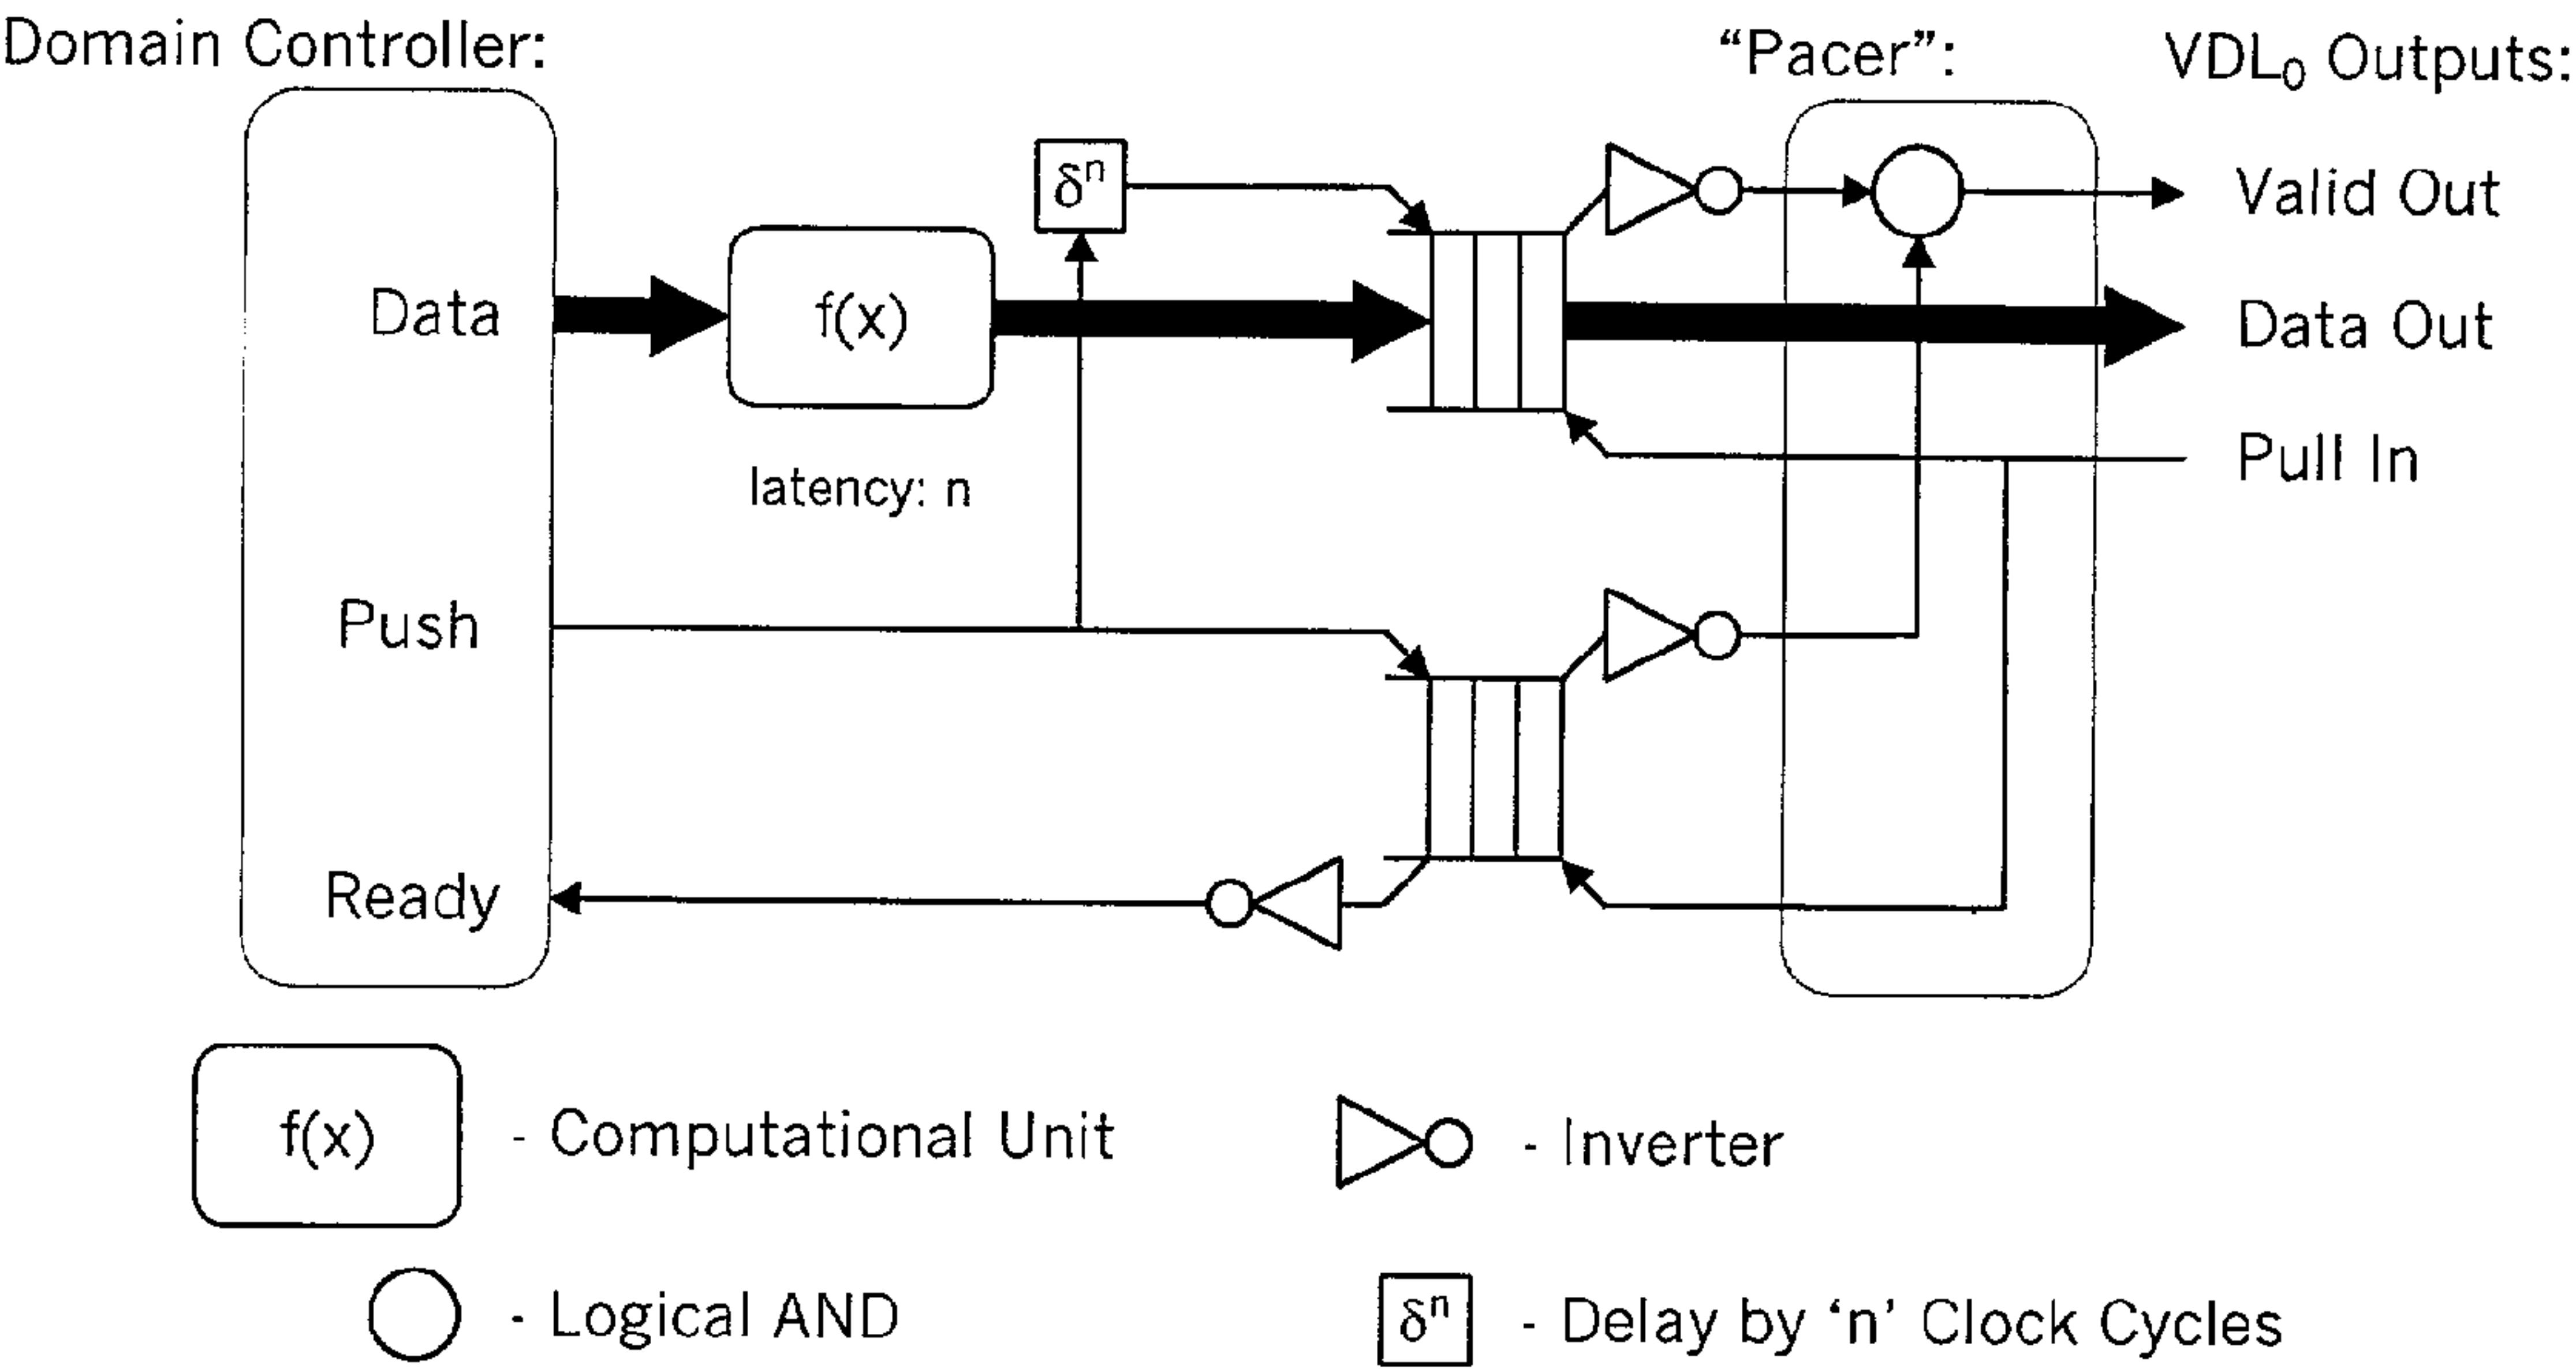 Domain Controller:
“Pacer”:
VDL₀ Outputs:
δⁿ
Valid Out
Data
f(x)
Data Out
latency: n
Pull In
Push
Ready
f(x) - Computational Unit
- Inverter
- Logical AND
δⁿ - Delay by ‘n’ Clock Cycles